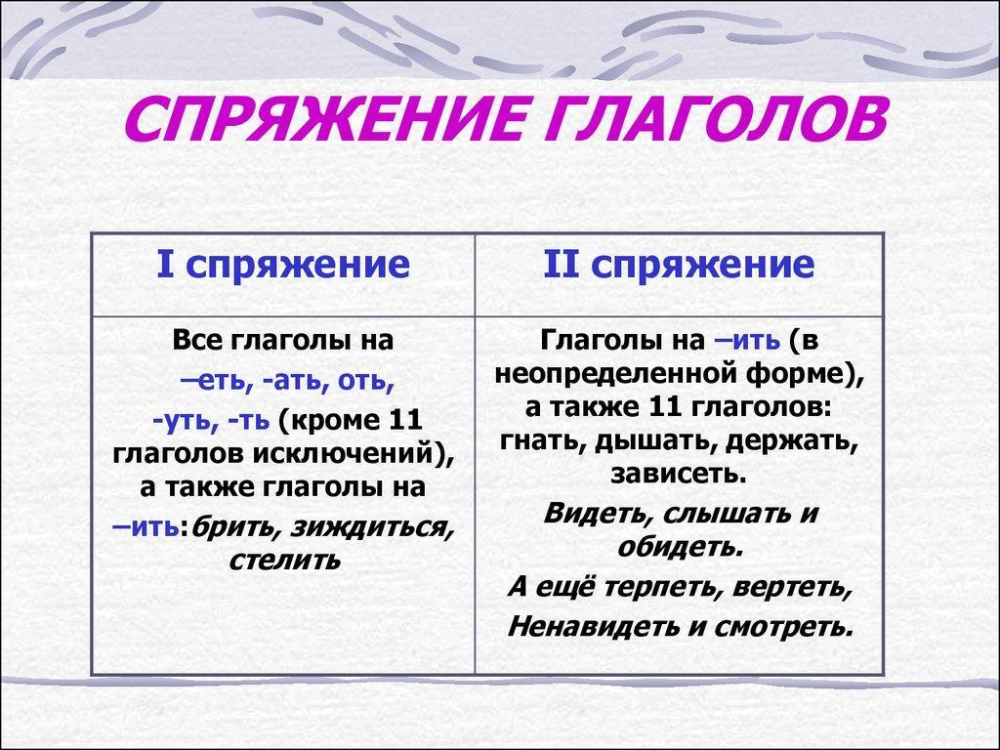 СПРЯЖЕНИЕ ГЛАГОЛОВ
I спряжение
Все глаголы на
–еть, -ать, оть,
-уть, -ть (кроме 11
глаголов исключений),
а также глаголы на
–ить:брить, зиждиться,
стелить
II спряжение
Глаголы на –ить (в
неопределенной форме),
а также 11 глаголов:
гнать, дышать, держать,
зависеть.
Видеть, слышать и
обидеть.
А ещё терпеть, вертеть,
Ненавидеть и смотреть.